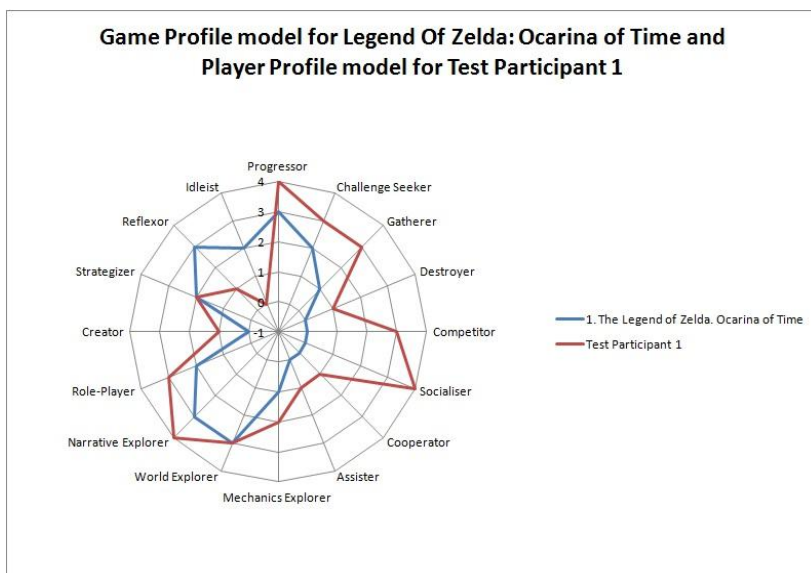 Game Profile model for Legend Of Zelda: Ocarina of Time and
Player Profile model for Test Participant 1
Progressor
Challenge Seeker
Gatherer
Destroyer
Competitor
Socialiser
Cooperator
Assister
Mechanics Explorer
World Explorer
Narrative Explorer
Role-Player
Creator
Strategizer
Reflexor
Idleist
4
3
2
1
0
-1
1. The Legend of Zelda. Ocarina of Time
Test Participant 1